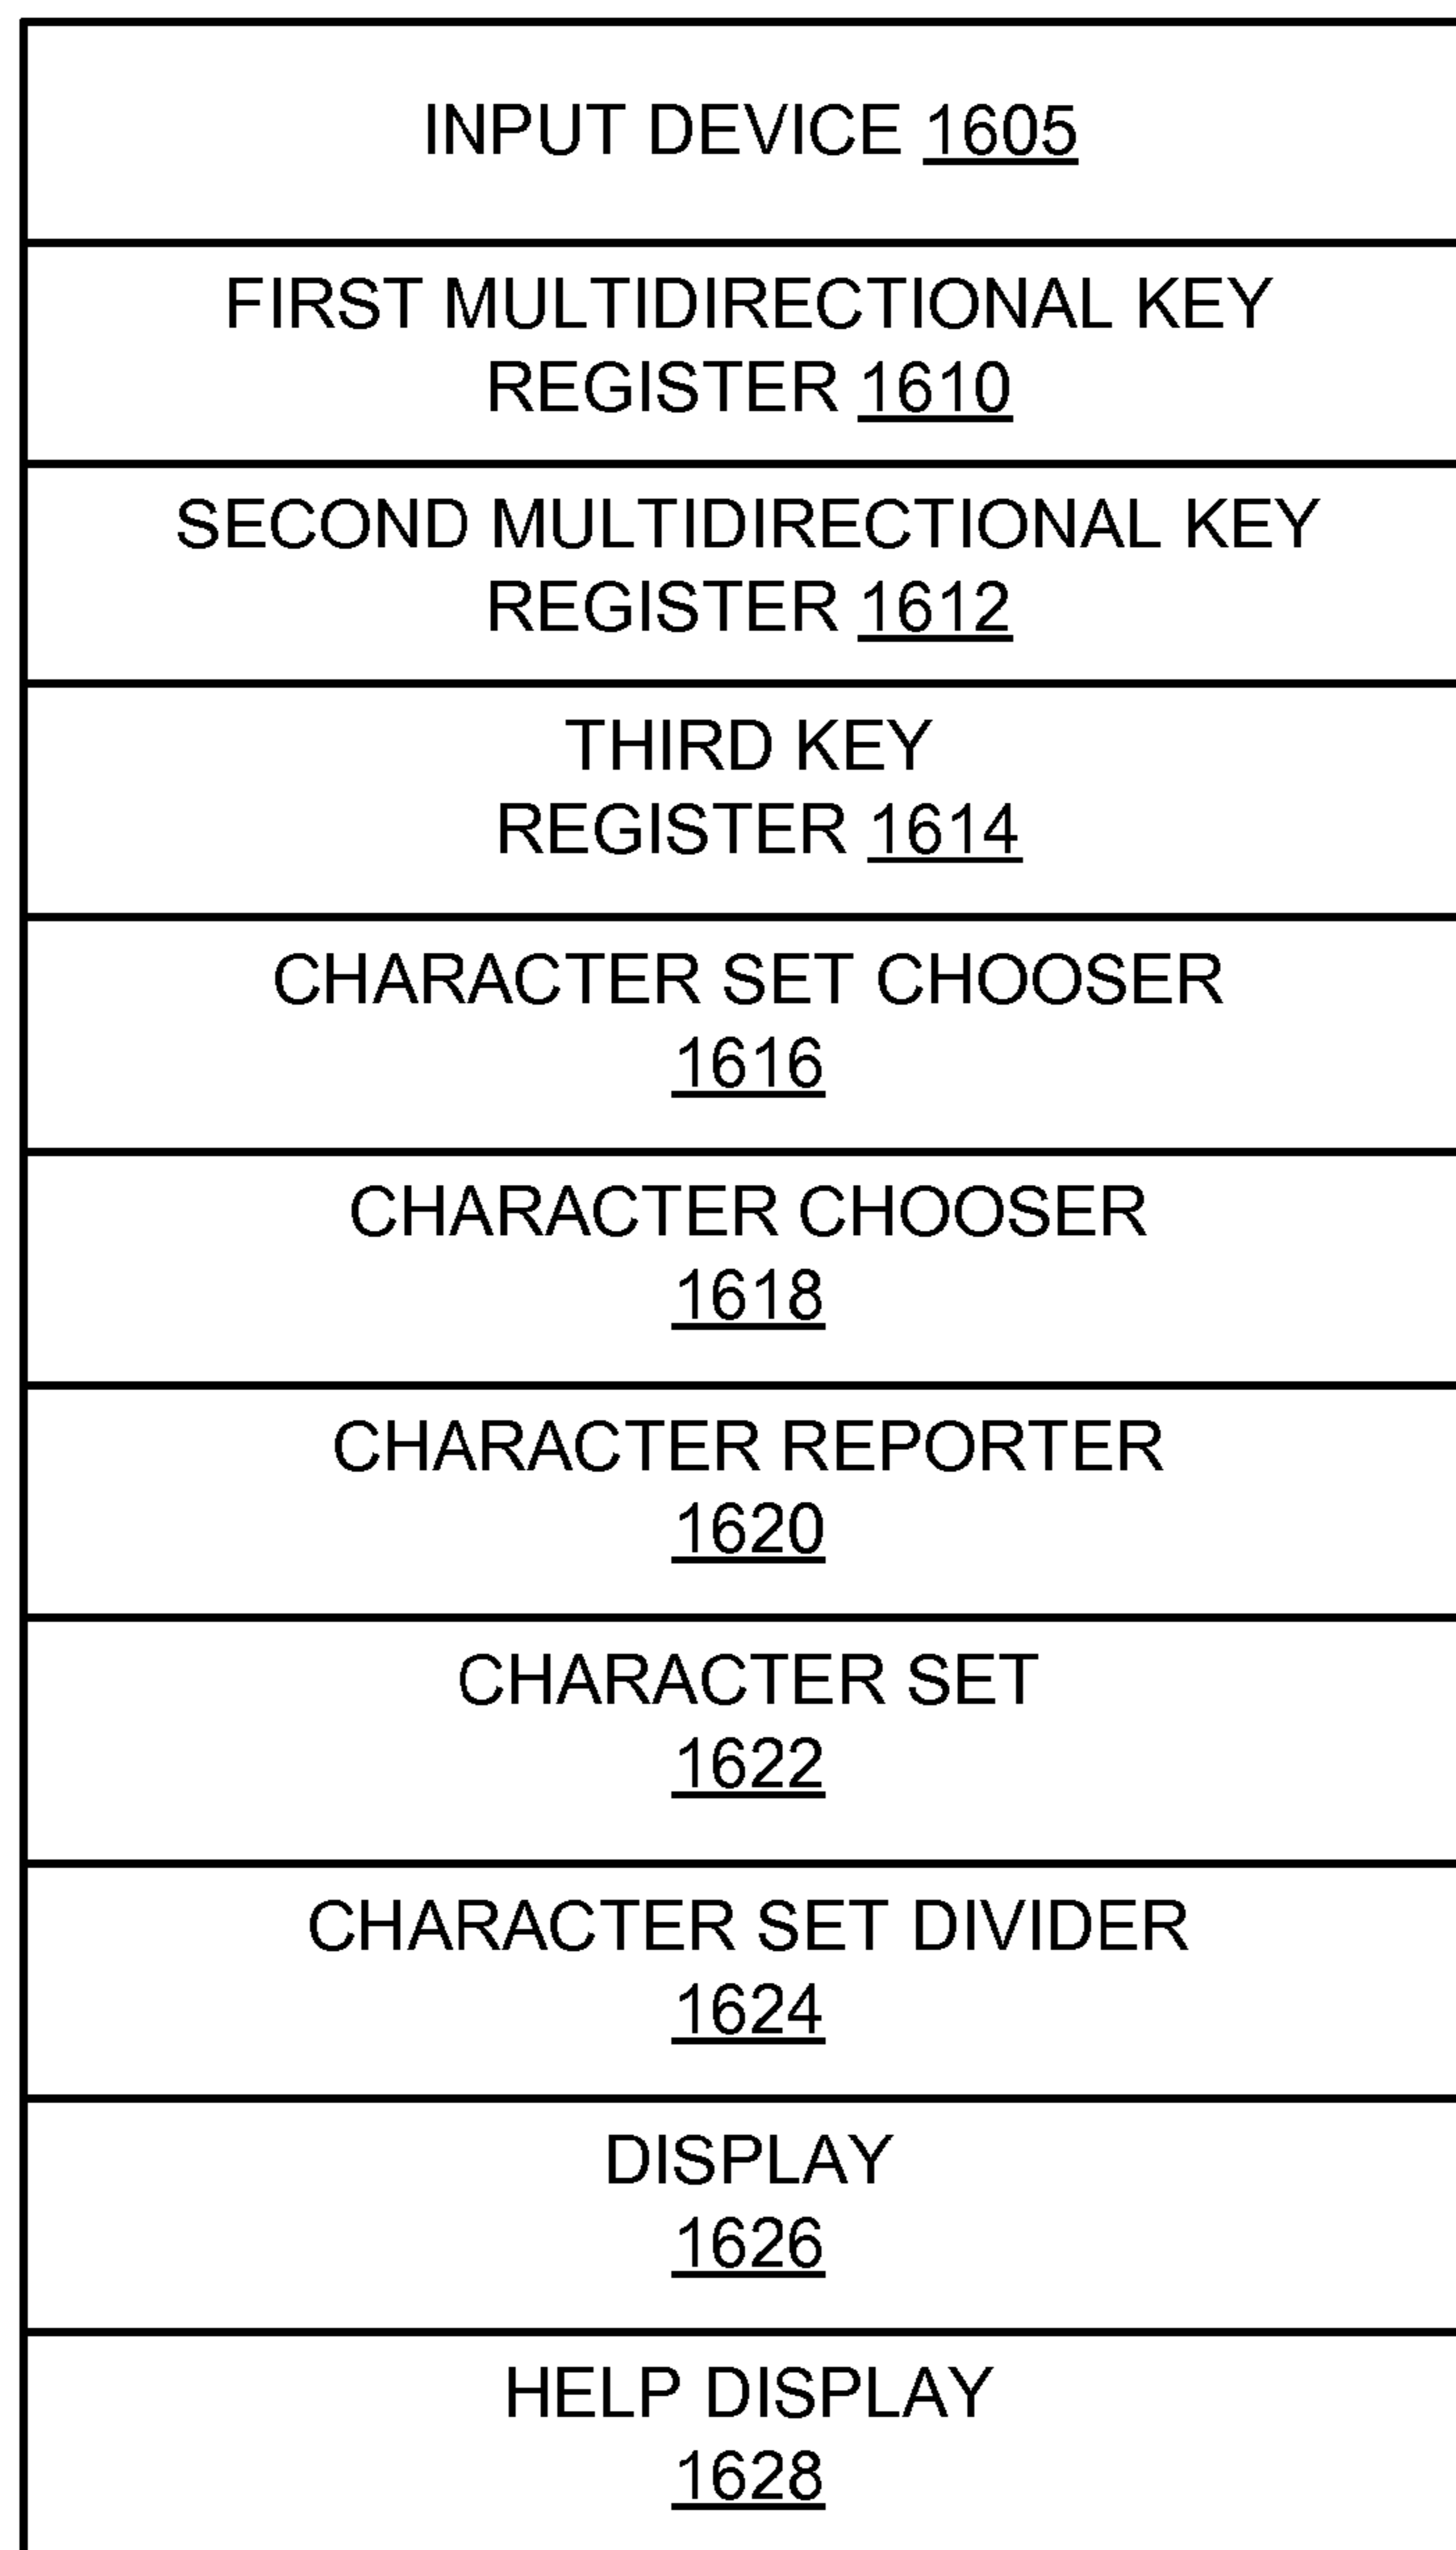 INPUT DEVICE 1605
FIRST MULTIDIRECTIONAL KEY
REGISTER 1610
SECOND MULTIDIRECTIONAL KEY
REGISTER 1612
THIRD KEY
REGISTER 1614
CHARACTER SET CHOOSER
1616
CHARACTER CHOOSER
1618
CHARACTER REPORTER
1620
CHARACTER SET
1622
CHARACTER SET DIVIDER
1624
DISPLAY
1626
HELP DISPLAY
1628